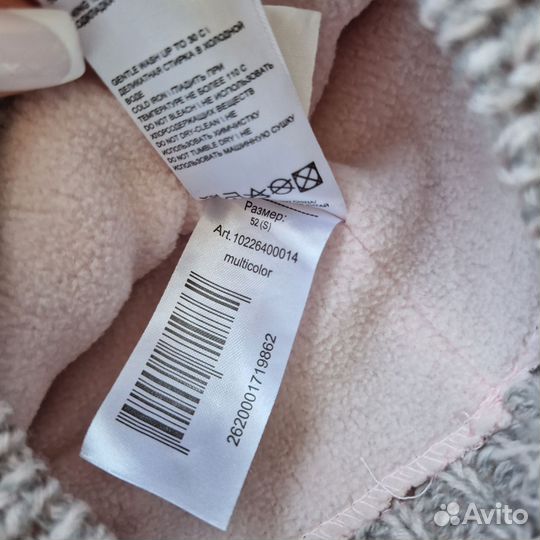 GENTLE WASH UP TO 30 C \
ДЕЛИКАТНАЯ СТИРКА В ХОЛОДНОЙ
ВОДЕ
COLD IRON \ ГЛАДИТЬ ПРИ
ТЕМПЕРАТУРЕ НЕ БОЛЕЕ 110 C
DO NOT BLEACH \ НЕ ИСПОЛЬЗОВАТЬ
ХЛОРСОДЕРЖАЩИХ ВЕЩЕСТВ
DO NOT DRY-CLEAN \ НЕ
ИСПОЛЬЗОВАТЬ ХИМЧИСТКУ
DO NOT TUMBLE DRY \ НЕ
ИСПОЛЬЗОВАТЬ МАШИННУЮ СУШКУ
Размер:
52 (S)
Art. 10226400014
multicolor
2620001719862
Avito